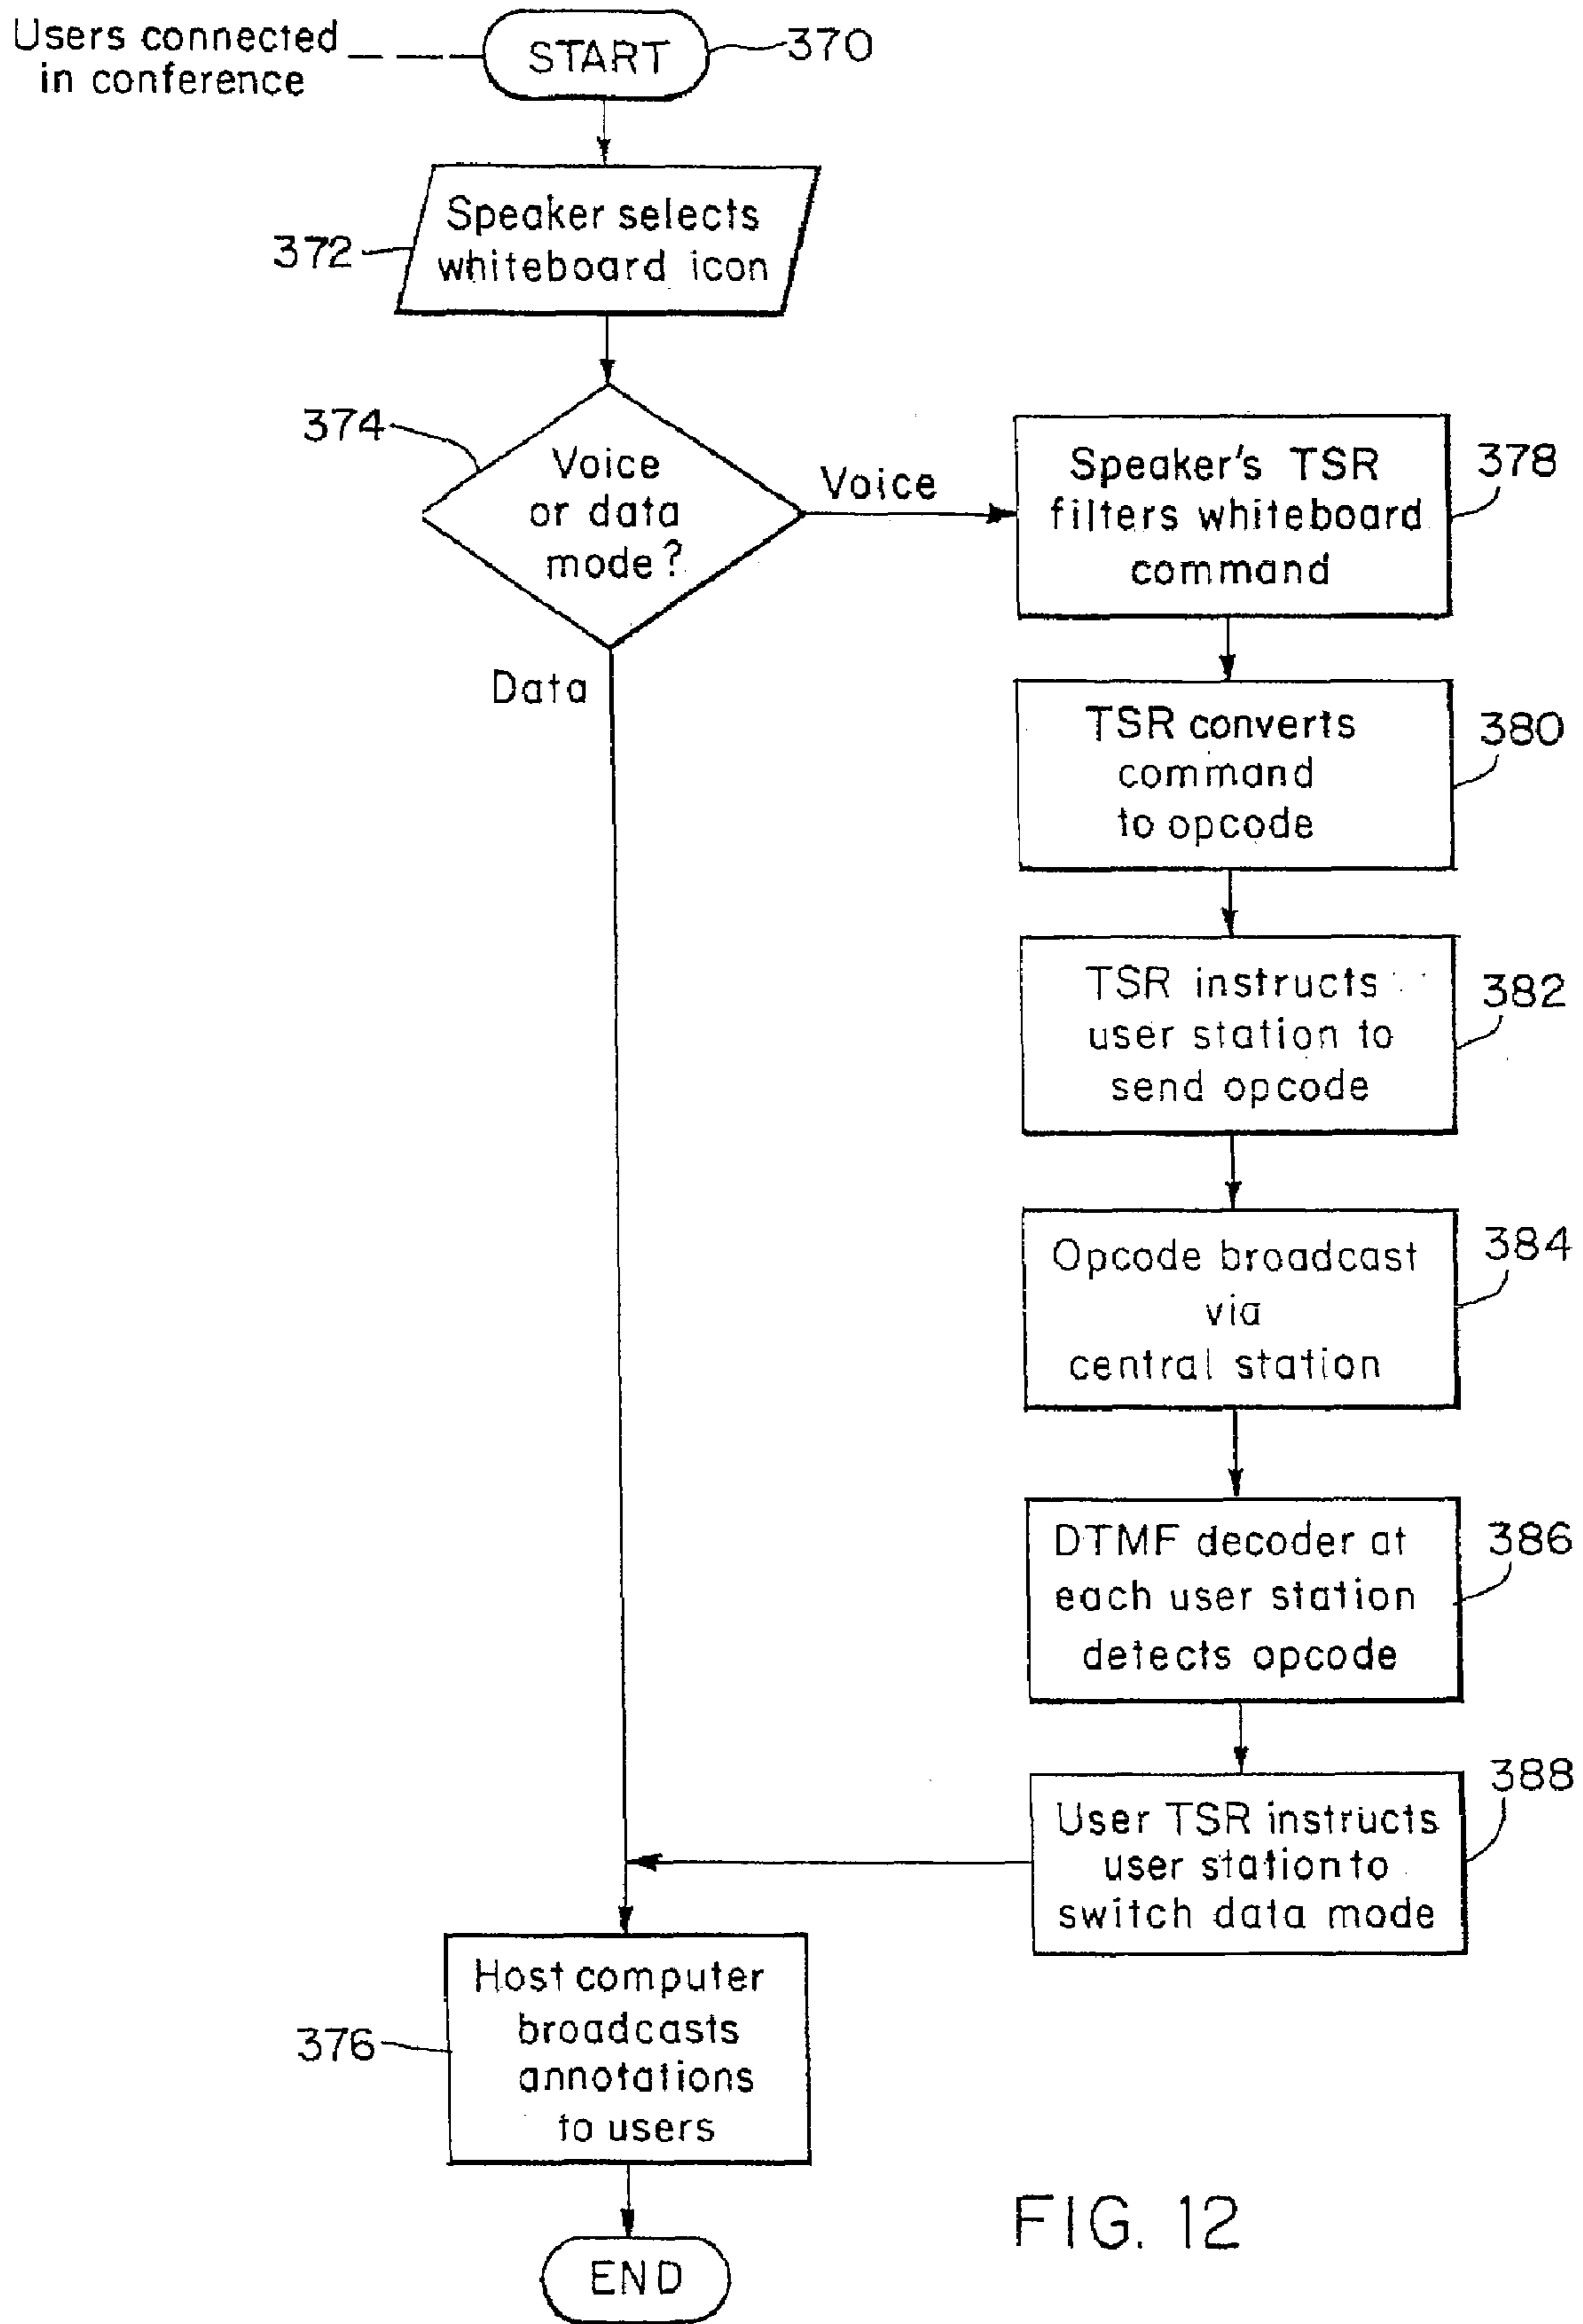 Users connected
in conference
START
370
Speaker selects
whiteboard icon
372
374
Voice
or data
mode?
Voice
Data
Speaker's TSR
filters whiteboard
command
378
TSR converts
command
to opcode
380
TSR instructs
user station to
send opcode
382
Opcode broadcast
via
central station
384
DTMF decoder at
each user station
detects opcode
386
User TSR instructs
user station to
switch data mode
388
Host computer
broadcasts
annotations
to users
376
END
FIG. 12